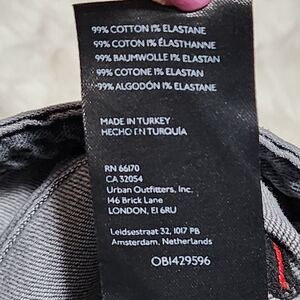 99% COTTON 1% ELASTANE
99% COTON 1% ÉLASTHANNE
99% BAUMWOLLE 1% ELASTAN
99% COTONE 1% ELASTAN
99% ALGODÓN 1% ELASTANE
MADE IN TURKEY
HECHO EN TURQUÍA
RN 66170
CA 32054
Urban Outfitters, Inc.
146 Brick Lane
LONDON, E1 6RU
Leidsestraat 32, 1017 PB
Amsterdam, Netherlands
OB1429596